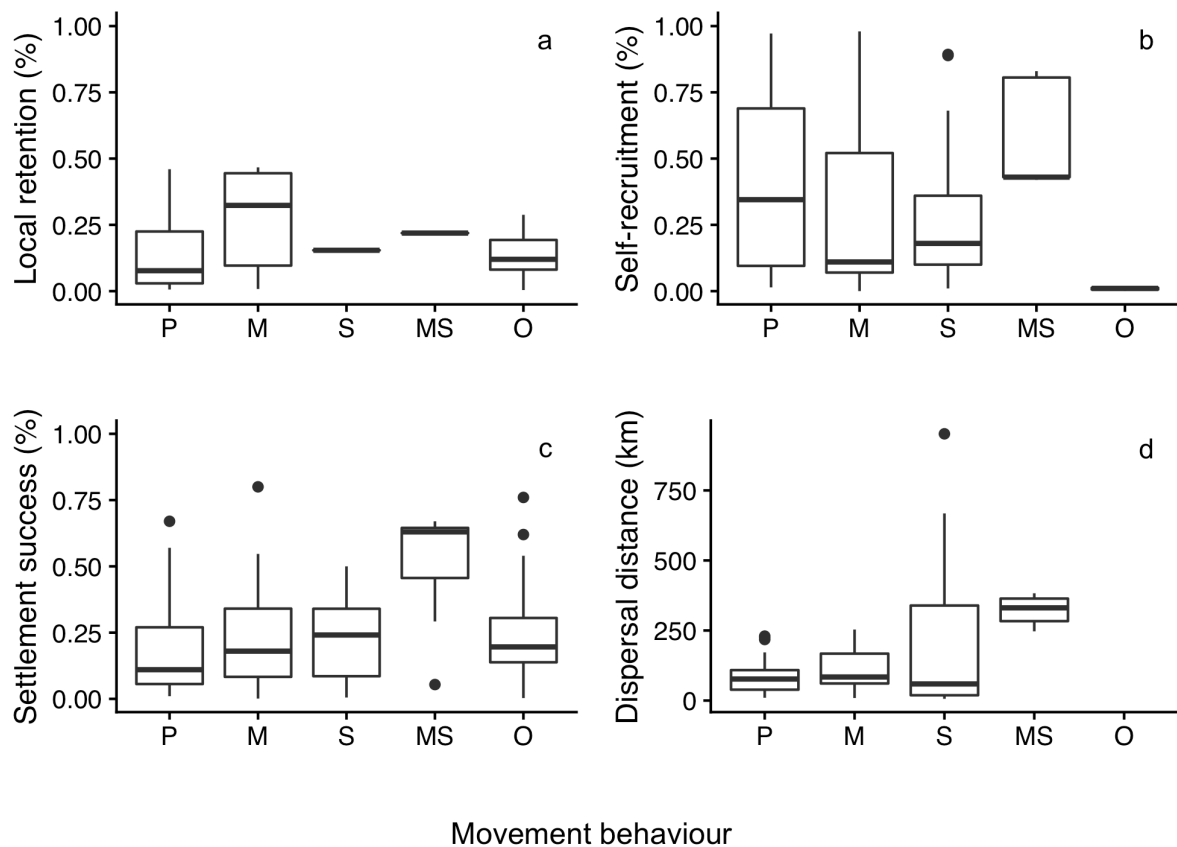 a
Local retention (%)
1.00
0.75
0.50
0.25
0.00
P M S MS O
b
Self-recruitment (%)
1.00
0.75
0.50
0.25
0.00
P M S MS O
c
Settlement success (%)
1.00
0.75
0.50
0.25
0.00
P M S MS O
d
Dispersal distance (km)
750
500
250
0
P M S MS O
Movement behaviour